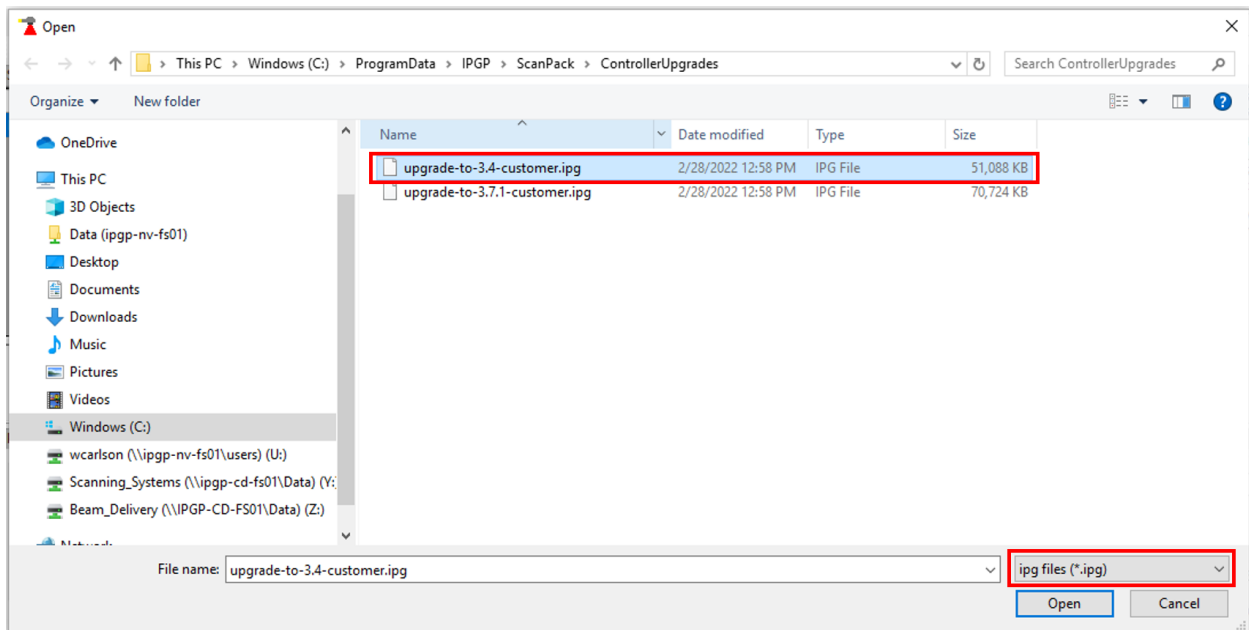 Open
This PC > Windows (C:) > ProgramData > IPGP > ScanPack > ControllerUpgrades
Search ControllerUpgrades
Organize
New folder
Name
Date modified
Type
Size
upgrade-to-3.4-customer.ipg 2/28/2022 12:58 PM IPG File 51,088 KB
upgrade-to-3.7.1-customer.ipg 2/28/2022 12:58 PM IPG File 70,724 KB
OneDrive
This PC
3D Objects
Data (ipgp-nv-fs01)
Desktop
Documents
Downloads
Music
Pictures
Videos
Windows (C:)
wcarlson (\\ipgp-nv-fs01\users) (U:)
Scanning_Systems (\\ipgp-cd-fs01\Data) (Y:
Beam_Delivery (\\IPGP-CD-FS01\Data) (Z:)
File name: upgrade-to-3.4-customer.ipg
ipg files (*.ipg)
Open
Cancel